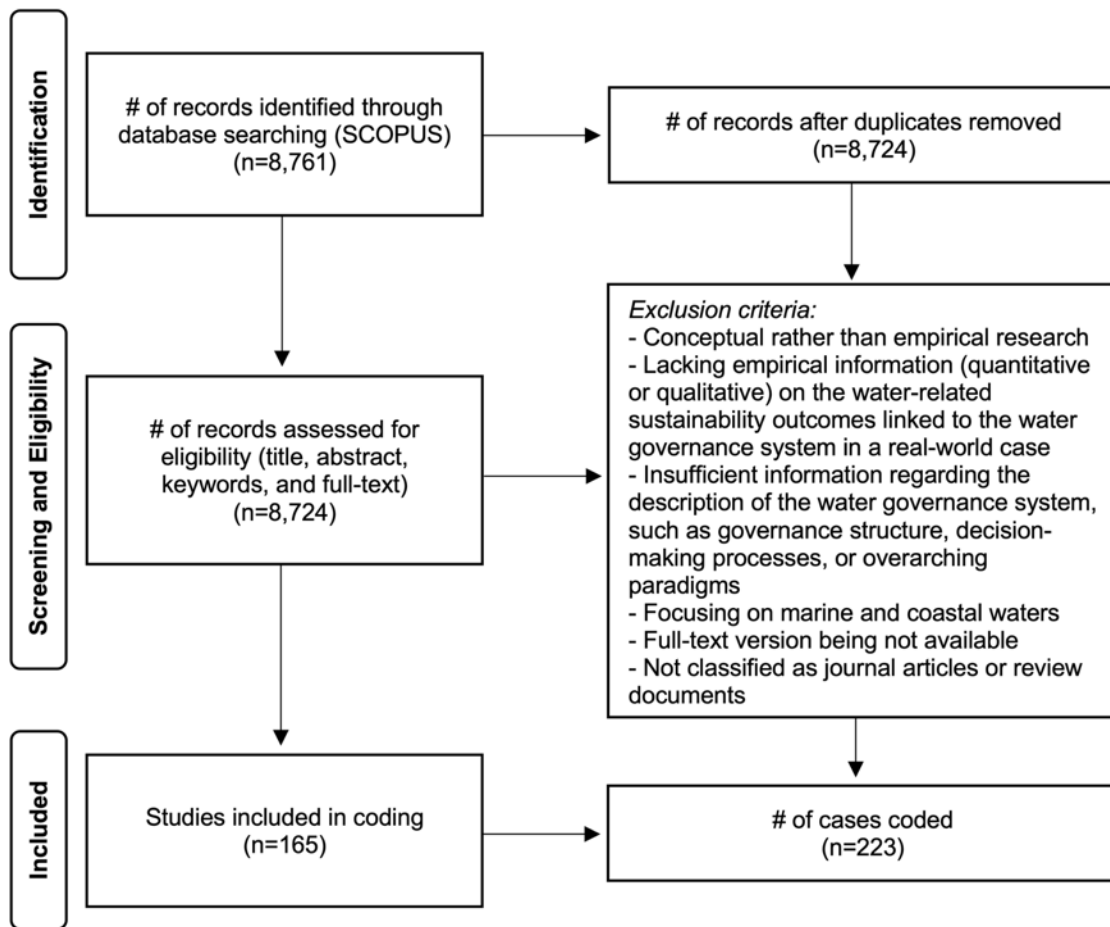 Identification
# of records identified through
database searching (SCOPUS)
(n=8,761)
# of records after duplicates removed
(n=8,724)
Screening and Eligibility
# of records assessed for
eligibility (title, abstract,
keywords, and full-text)
(n=8,724)
Exclusion criteria:
- Conceptual rather than empirical research
- Lacking empirical information (quantitative
or qualitative) on the water-related
sustainability outcomes linked to the water
governance system in a real-world case
- Insufficient information regarding the
description of the water governance system,
such as governance structure, decision-
making processes, or overarching
paradigms
- Focusing on marine and coastal waters
- Full-text version being not available
- Not classified as journal articles or review
documents
Included
Studies included in coding
(n=165)
# of cases coded
(n=223)